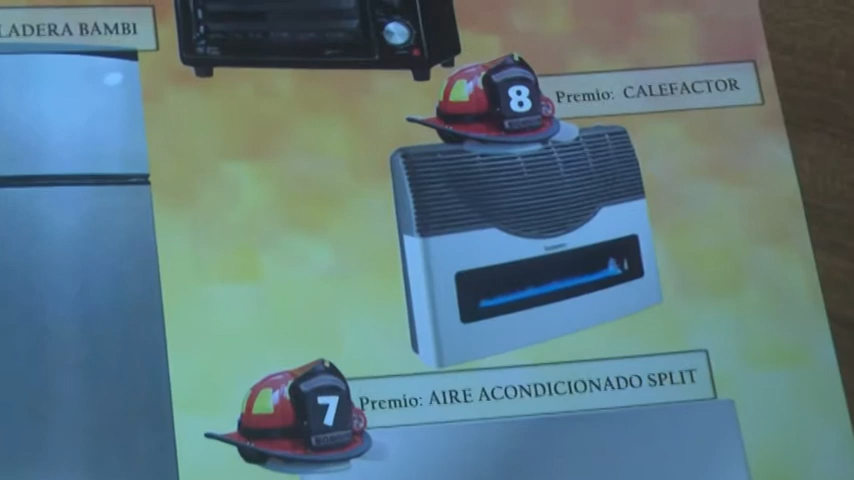 LADERA BAMBI
8
Premio: CALEFACTOR
7
Premio: AIRE ACONDICIONADO SPLIT